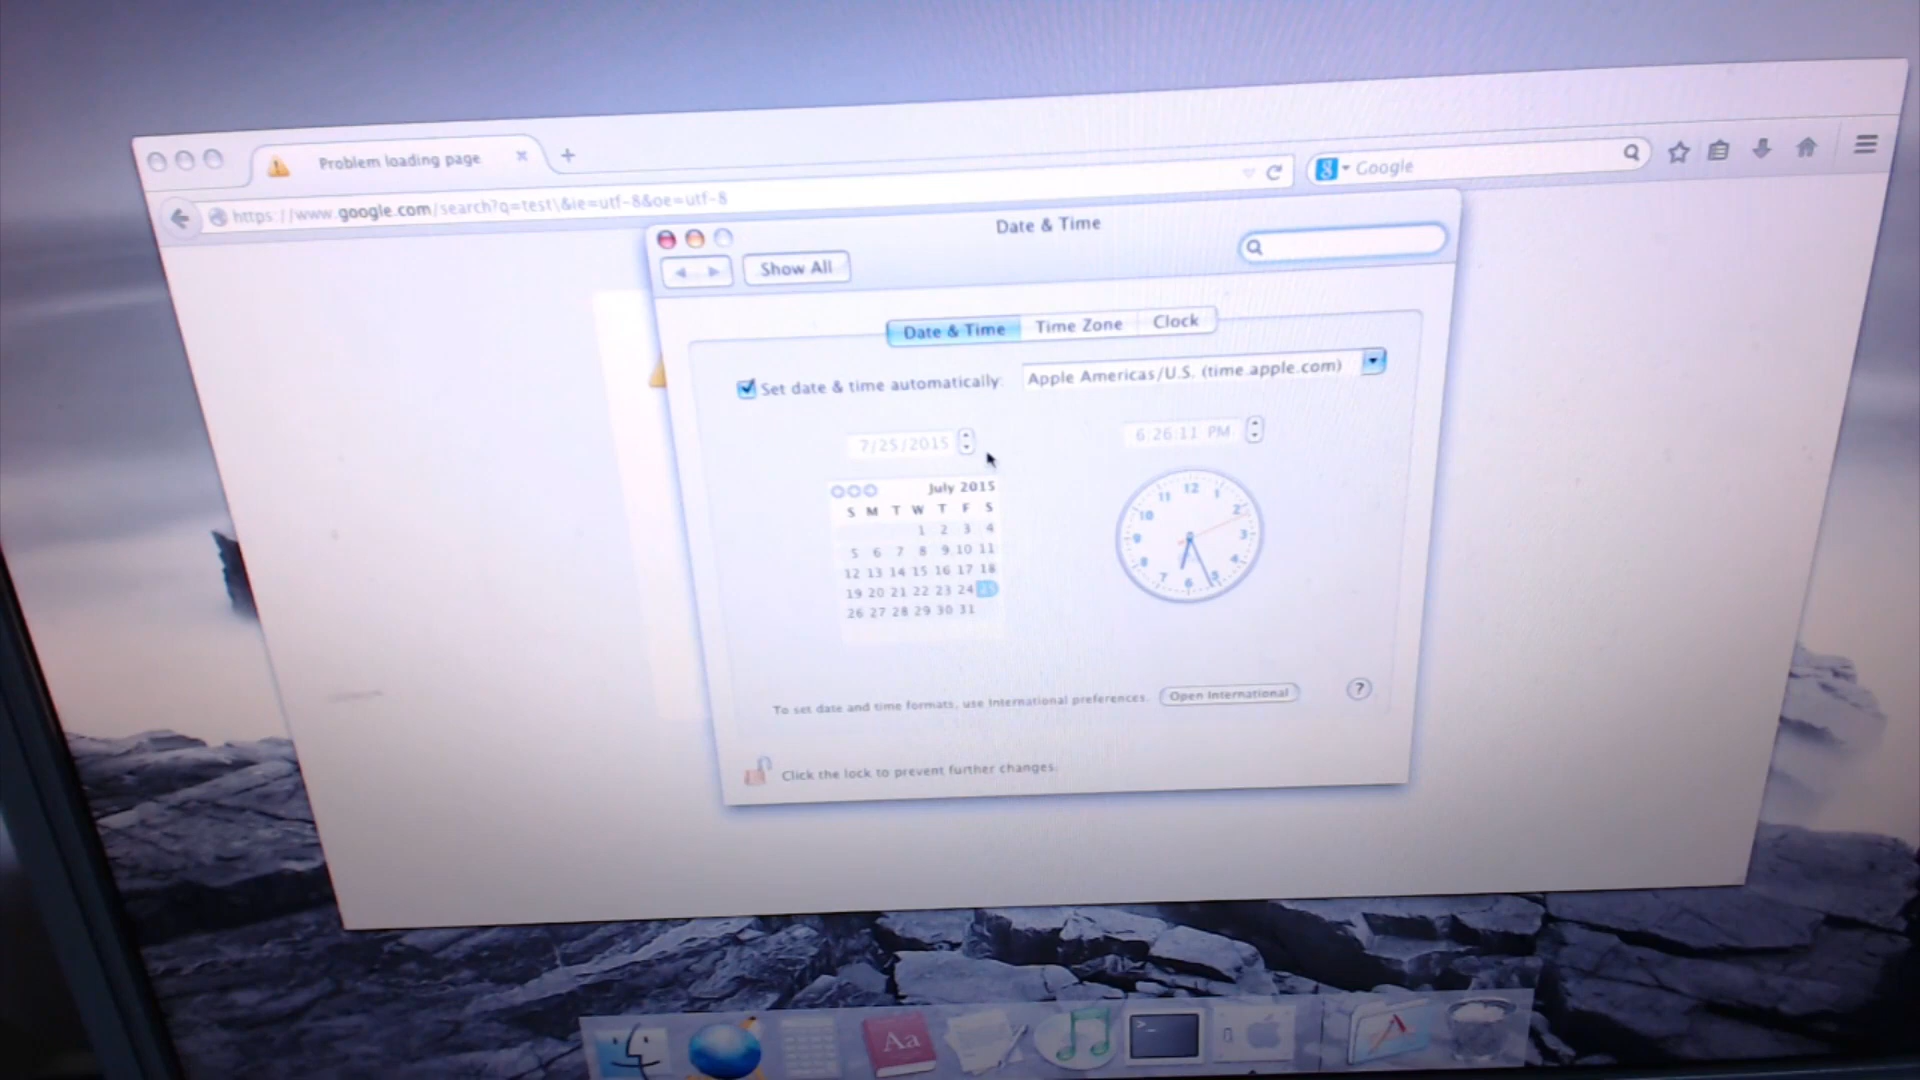 Problem loading page
https://www.google.com/search?q=test\&ie=utf-8&oe=utf-8
Google
Date & Time
Show All
Date & Time Time Zone Clock
Set date & time automatically: Apple Americas/U.S. (time.apple.com)
7/25/2015 6:26:11 PM
July 2015
S M T W T F S
1 2 3 4
5 6 7 8 9 10 11
12 13 14 15 16 17 18
19 20 21 22 23 24 25
26 27 28 29 30 31
12 1 2 3 4 5 6 7 8 9 10 11
To set date and time formats, use International preferences. Open International ?
Click the lock to prevent further changes.
Aa